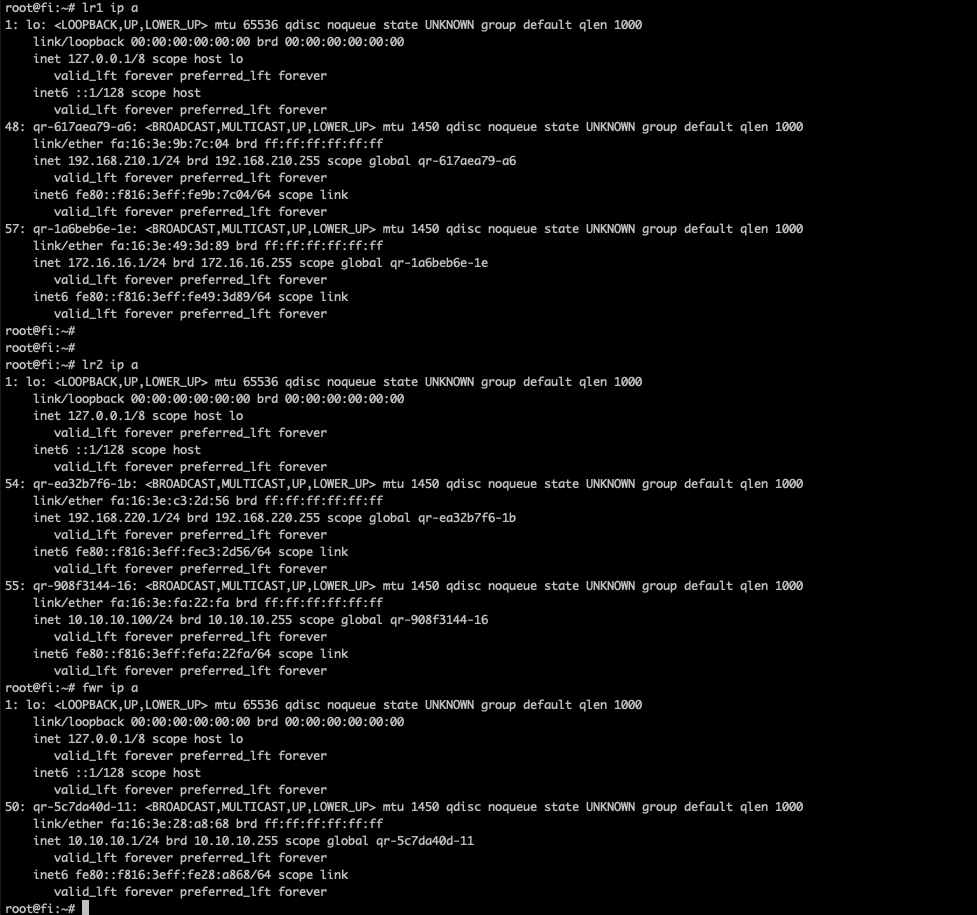 root@fi:~# lr1 ip a
1: lo: <LOOPBACK,UP,LOWER_UP> mtu 65536 qdisc noqueue state UNKNOWN group default qlen 1000
    link/loopback 00:00:00:00:00:00 brd 00:00:00:00:00:00
    inet 127.0.0.1/8 scope host lo
       valid_lft forever preferred_lft forever
    inet6 ::1/128 scope host
       valid_lft forever preferred_lft forever
48: qr-617aea79-a6: <BROADCAST,MULTICAST,UP,LOWER_UP> mtu 1450 qdisc noqueue state UNKNOWN group default qlen 1000
    link/ether fa:16:3e:9b:7c:04 brd ff:ff:ff:ff:ff:ff
    inet 192.168.210.1/24 brd 192.168.210.255 scope global qr-617aea79-a6
       valid_lft forever preferred_lft forever
    inet6 fe80::f816:3eff:fe9b:7c04/64 scope link
       valid_lft forever preferred_lft forever
57: qr-1a6beb6e-1e: <BROADCAST,MULTICAST,UP,LOWER_UP> mtu 1450 qdisc noqueue state UNKNOWN group default qlen 1000
    link/ether fa:16:3e:49:3d:89 brd ff:ff:ff:ff:ff:ff
    inet 172.16.16.1/24 brd 172.16.16.255 scope global qr-1a6beb6e-1e
       valid_lft forever preferred_lft forever
    inet6 fe80::f816:3eff:fe49:3d89/64 scope link
       valid_lft forever preferred_lft forever
root@fi:~#
root@fi:~#
root@fi:~# lr2 ip a
1: lo: <LOOPBACK,UP,LOWER_UP> mtu 65536 qdisc noqueue state UNKNOWN group default qlen 1000
    link/loopback 00:00:00:00:00:00 brd 00:00:00:00:00:00
    inet 127.0.0.1/8 scope host lo
       valid_lft forever preferred_lft forever
    inet6 ::1/128 scope host
       valid_lft forever preferred_lft forever
54: qr-ea32b7f6-1b: <BROADCAST,MULTICAST,UP,LOWER_UP> mtu 1450 qdisc noqueue state UNKNOWN group default qlen 1000
    link/ether fa:16:3e:c3:2d:56 brd ff:ff:ff:ff:ff:ff
    inet 192.168.220.1/24 brd 192.168.220.255 scope global qr-ea32b7f6-1b
       valid_lft forever preferred_lft forever
    inet6 fe80::f816:3eff:fec3:2d56/64 scope link
       valid_lft forever preferred_lft forever
55: qr-908f3144-16: <BROADCAST,MULTICAST,UP,LOWER_UP> mtu 1450 qdisc noqueue state UNKNOWN group default qlen 1000
    link/ether fa:16:3e:fa:22:fa brd ff:ff:ff:ff:ff:ff
    inet 10.10.10.100/24 brd 10.10.10.255 scope global qr-908f3144-16
       valid_lft forever preferred_lft forever
    inet6 fe80::f816:3eff:fefa:22fa/64 scope link
       valid_lft forever preferred_lft forever
root@fi:~# fwr ip a
1: lo: <LOOPBACK,UP,LOWER_UP> mtu 65536 qdisc noqueue state UNKNOWN group default qlen 1000
    link/loopback 00:00:00:00:00:00 brd 00:00:00:00:00:00
    inet 127.0.0.1/8 scope host lo
       valid_lft forever preferred_lft forever
    inet6 ::1/128 scope host
       valid_lft forever preferred_lft forever
50: qr-5c7da40d-11: <BROADCAST,MULTICAST,UP,LOWER_UP> mtu 1450 qdisc noqueue state UNKNOWN group default qlen 1000
    link/ether fa:16:3e:28:a8:68 brd ff:ff:ff:ff:ff:ff
    inet 10.10.10.1/24 brd 10.10.10.255 scope global qr-5c7da40d-11
       valid_lft forever preferred_lft forever
    inet6 fe80::f816:3eff:fe28:a868/64 scope link
       valid_lft forever preferred_lft forever
root@fi:~#